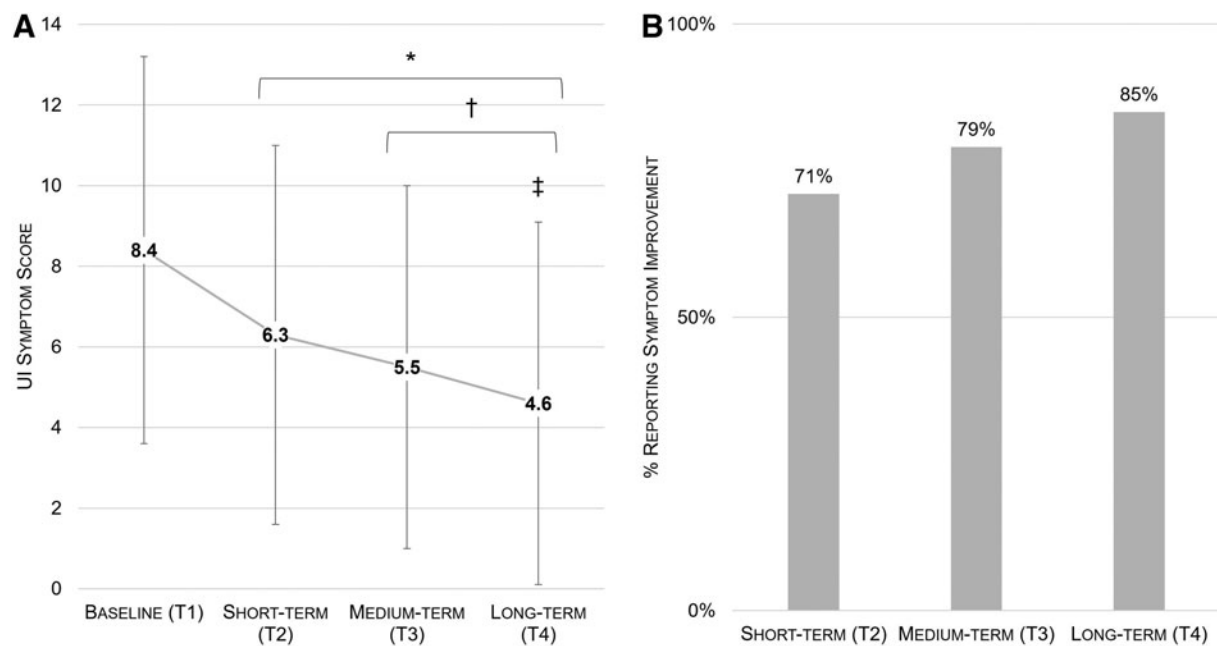 A
UI SYMPTOM SCORE
14
12
10
8
6
4
2
0
*
†
‡
8.4
6.3
5.5
4.6
BASELINE (T1)
SHORT-TERM
(T2)
MEDIUM-TERM
(T3)
LONG-TERM
(T4)
B
% REPORTING SYMPTOM IMPROVEMENT
100%
50%
0%
71%
79%
85%
SHORT-TERM (T2)
MEDIUM-TERM (T3)
LONG-TERM (T4)